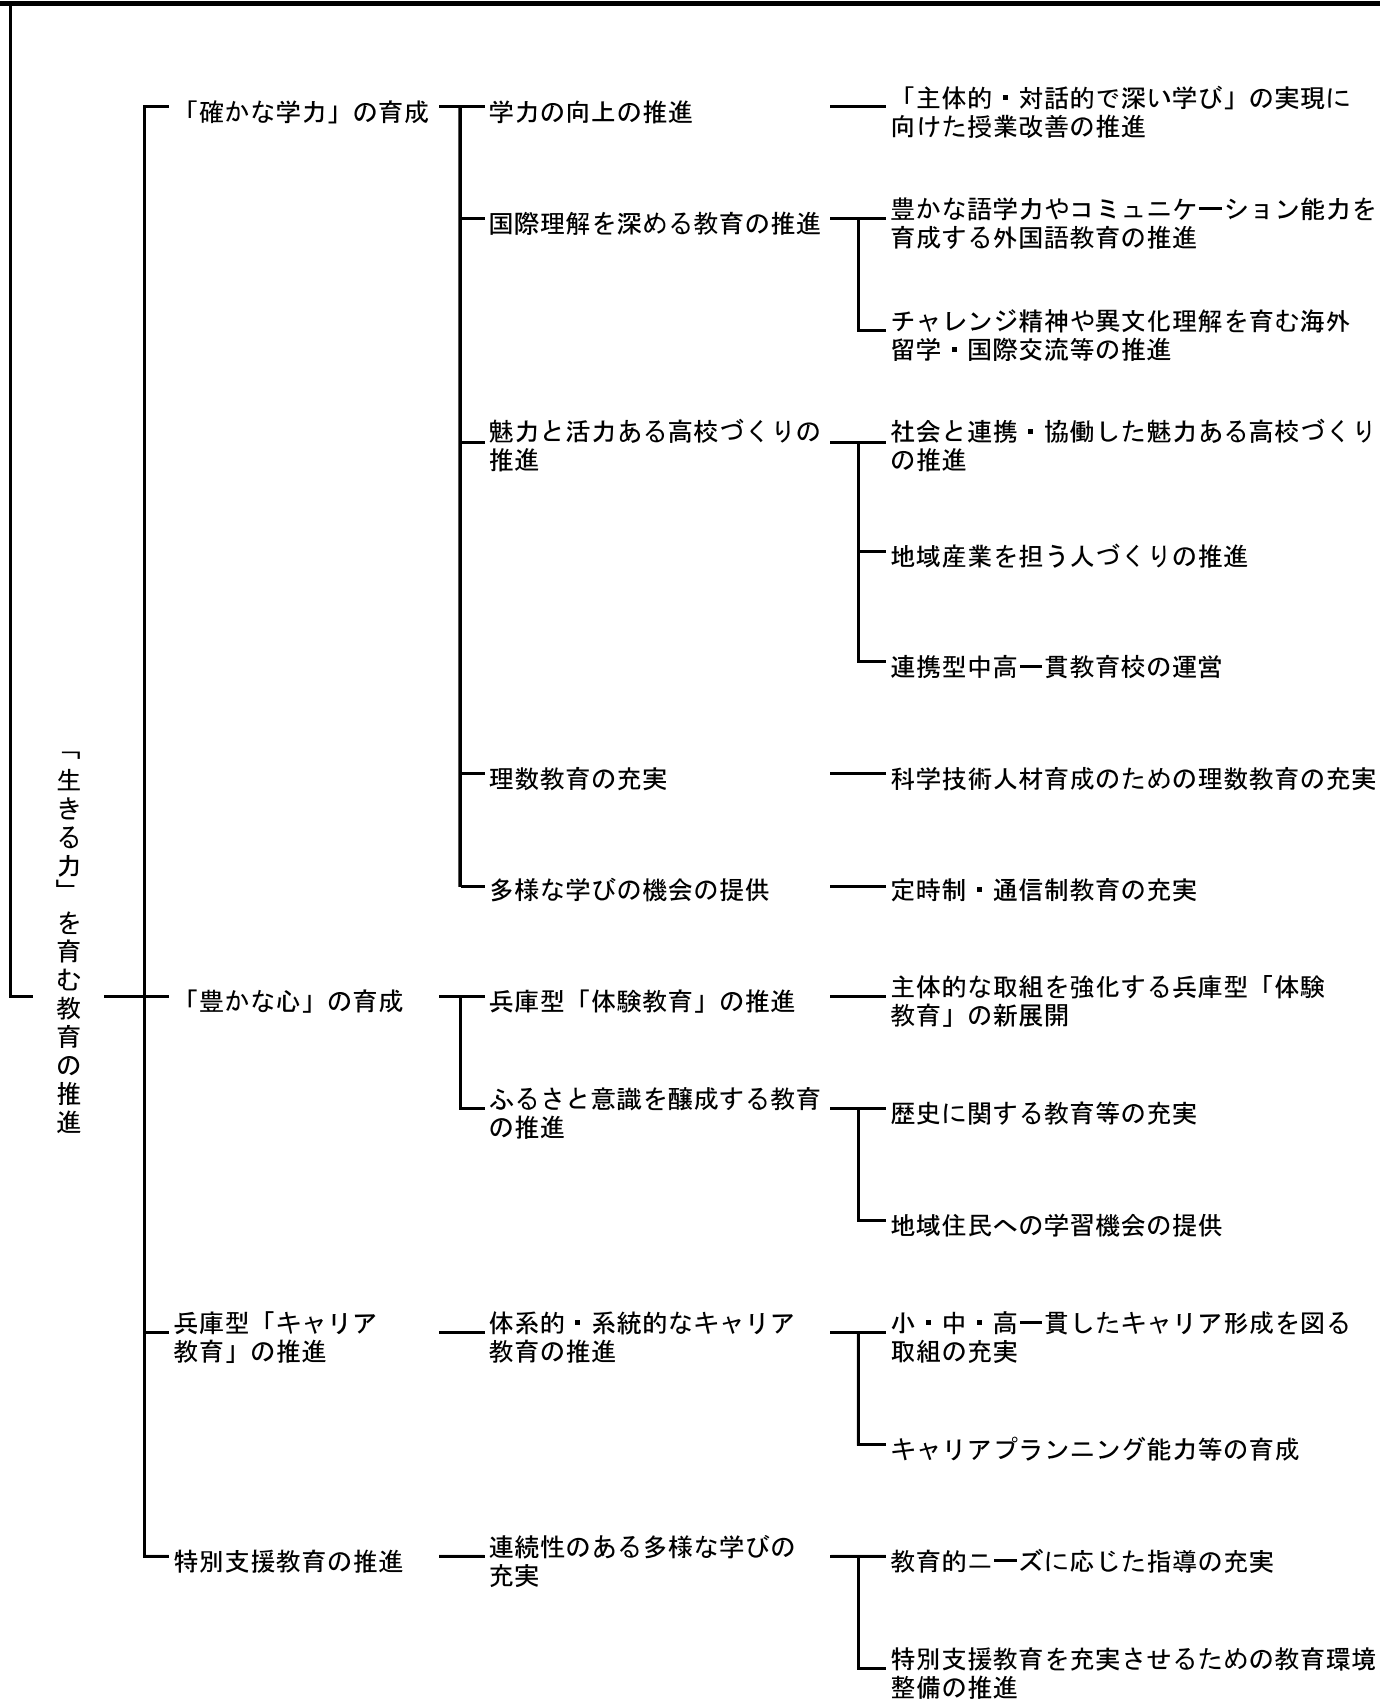 「生きる力」を育む教育の推進
「確かな学力」の育成
学力の向上の推進
「主体的・対話的で深い学び」の実現に
向けた授業改善の推進
国際理解を深める教育の推進
豊かな語学力やコミュニケーション能力を
育成する外国語教育の推進
チャレンジ精神や異文化理解を育む海外
留学・国際交流等の推進
魅力と活力ある高校づくりの
推進
社会と連携・協働した魅力ある高校づくり
の推進
地域産業を担う人づくりの推進
連携型中高一貫教育校の運営
理数教育の充実
科学技術人材育成のための理数教育の充実
多様な学びの機会の提供
定時制・通信制教育の充実
「豊かな心」の育成
兵庫型「体験教育」の推進
主体的な取組を強化する兵庫型「体験
教育」の新展開
ふるさと意識を醸成する教育
の推進
歴史に関する教育等の充実
地域住民への学習機会の提供
兵庫型「キャリア
教育」の推進
体系的・系統的なキャリア
教育の推進
小・中・高一貫したキャリア形成を図る
取組の充実
キャリアプランニング能力等の育成
特別支援教育の推進
連続性のある多様な学びの
充実
教育的ニーズに応じた指導の充実
特別支援教育を充実させるための教育環境
整備の推進